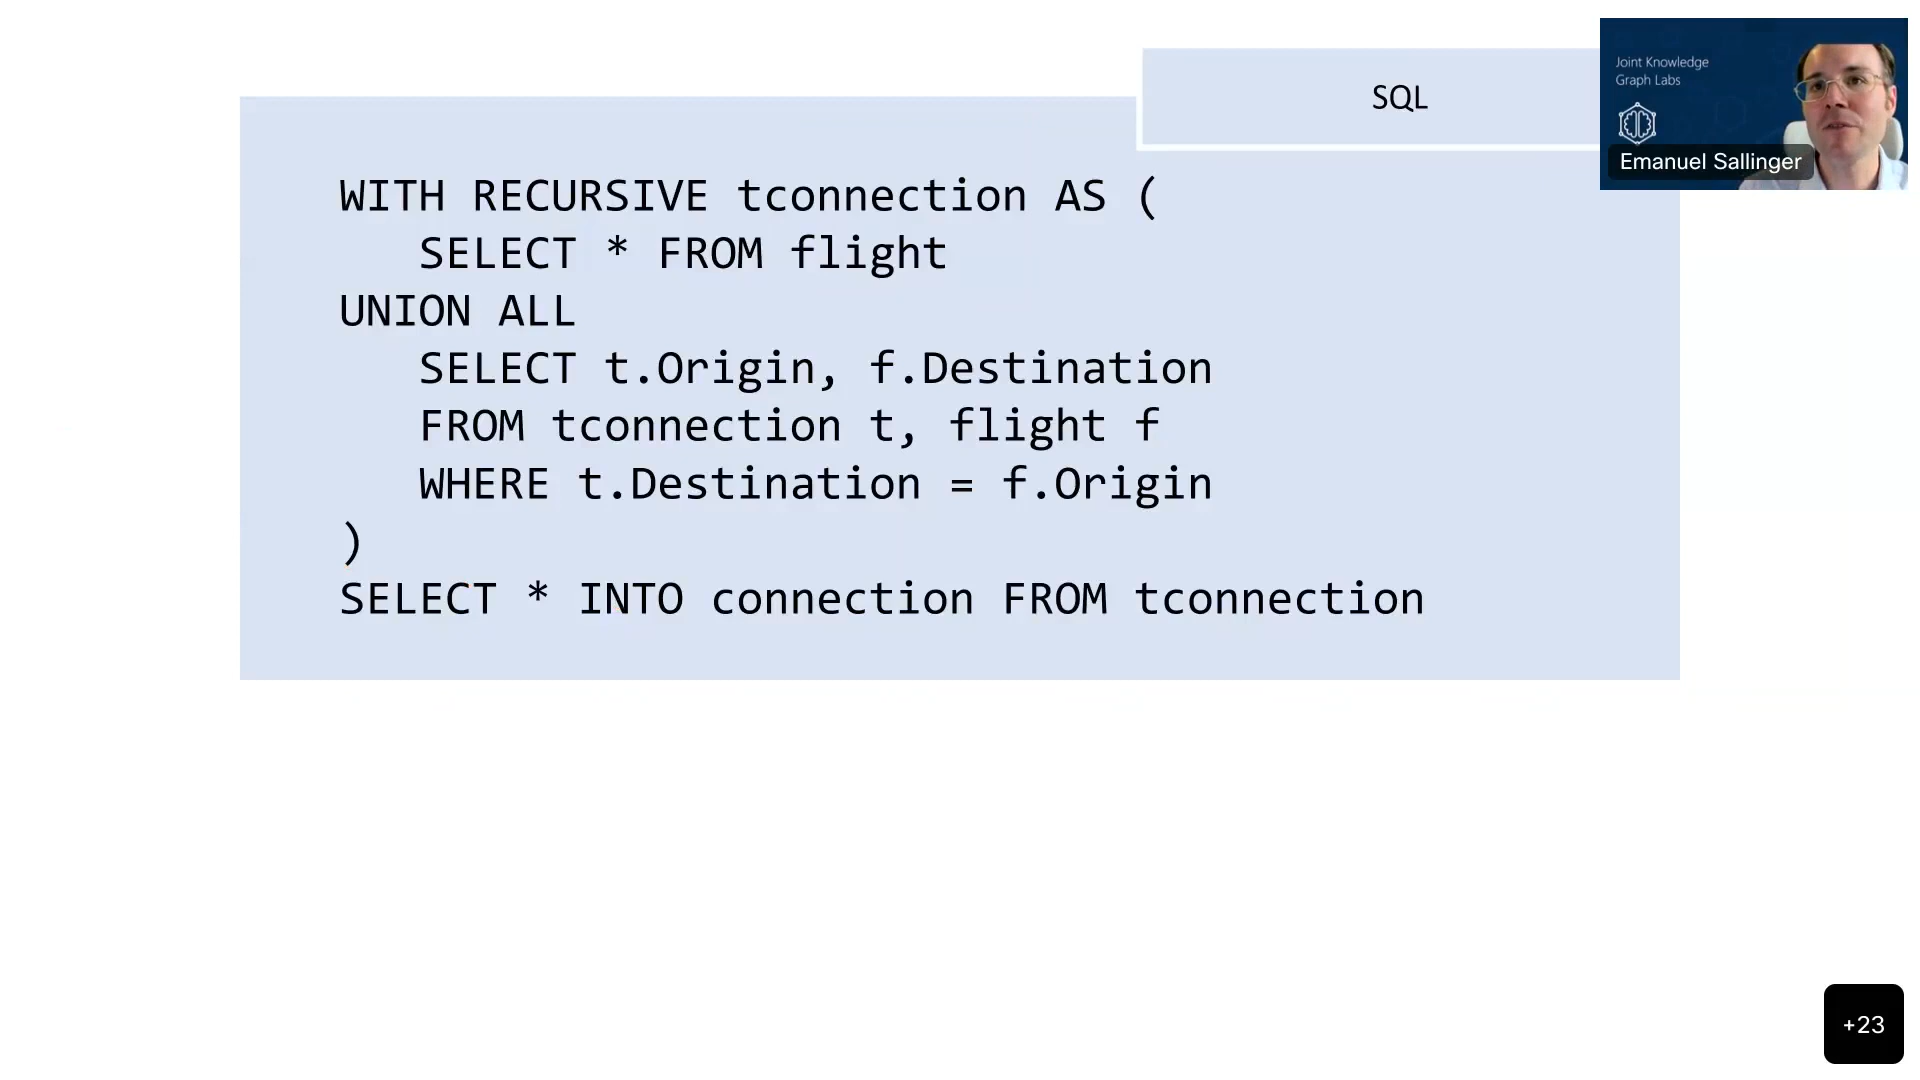 SQL
WITH RECURSIVE tconnection AS (
SELECT * FROM flight
UNION ALL
SELECT t.Origin, f.Destination
FROM tconnection t, flight f
WHERE t.Destination = f.Origin
)
SELECT * INTO connection FROM tconnection
Joint Knowledge
Graph Labs
Emanuel Sallinger
+23